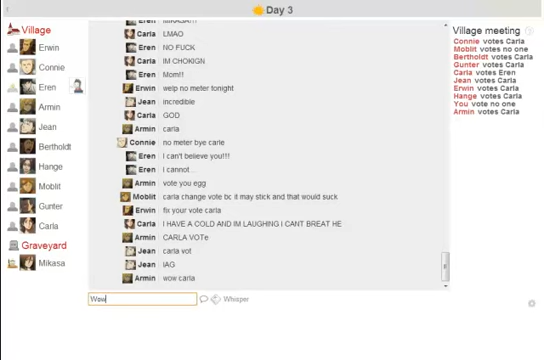 Day 3
Village
Erwin
Connie
Eren
Armin
Jean
Bertholdt
Hange
Moblit
Gunter
Carla
Graveyard
Mikasa
Carla LMAO
Eren NO FUCK
Carla IM CHOKIGN
Eren Mom!!
Erwin welp no meter tonight
Jean incredible
Carla GOD
Armin carla
Connie no meter bye carle
Eren I can't believe you!!!
Eren I cannot
Armin vote you egg
Moblit carla change vote bc it may stick and that would suck
Erwin fix your vote carla
Carla I HAVE A COLD AND IM LAUGHING I CANT BREAT HE
Armin CARLA VOTe
Jean carla vot
Jean IAG
Armin wow carla
Wow
Whisper
Village meeting
Connie votes Carla
Moblit votes no one
Bertholdt votes Carla
Gunter votes Carla
Carla votes Eren
Jean votes Carla
Erwin votes Carla
Hange votes Carla
You vote no one
Armin votes Carla